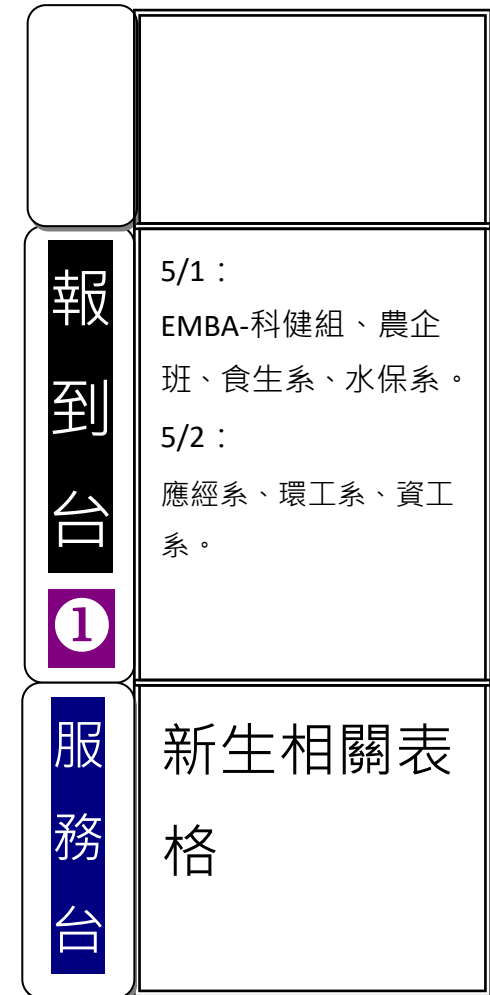 報到台❶
5/1：
EMBA-科健組、農企
班、食生系、水保系。
5/2：
應經系、環工系、資工
系。
服務台
新生相關表
格